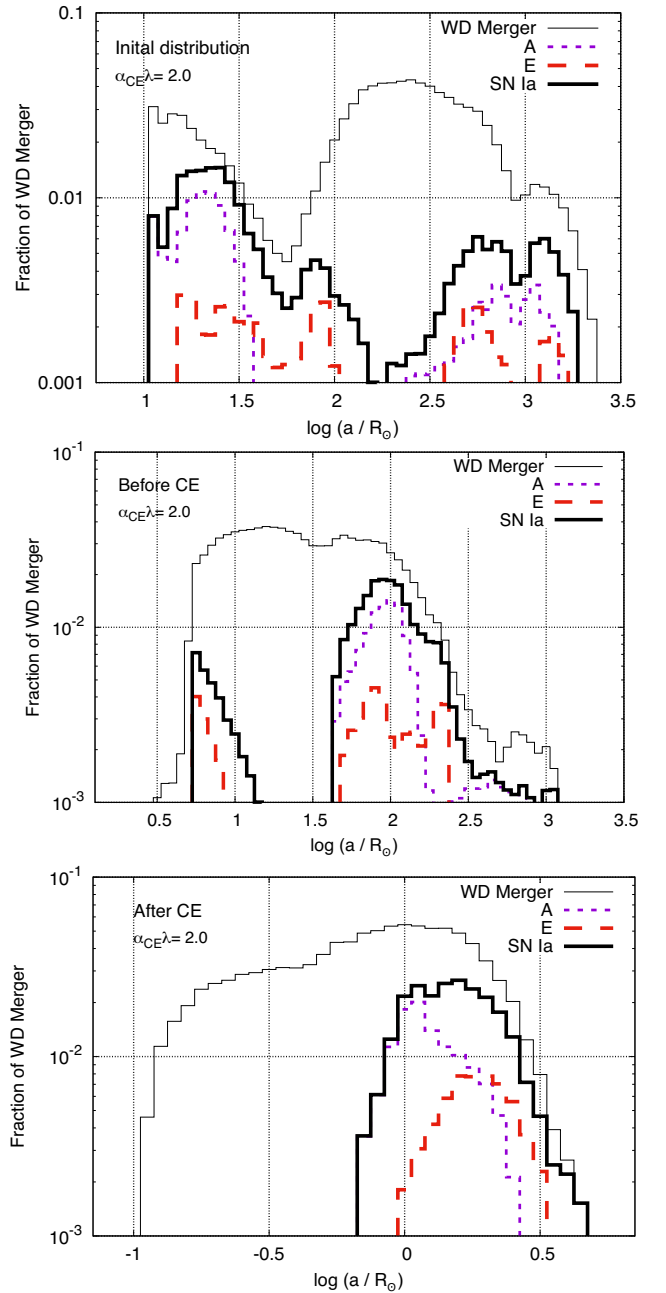 0.1
Inital distribution
αCEλ= 2.0
WD Merger
A
E
SN Ia
0.01
0.001
Fraction of WD Merger
1
1.5
2
2.5
3
3.5
log (a / R⊙)
10⁻¹
Before CE
αCEλ= 2.0
WD Merger
A
E
SN Ia
10⁻²
10⁻³
Fraction of WD Merger
0.5
1
1.5
2
2.5
3
3.5
log (a / R⊙)
10⁻¹
After CE
αCEλ= 2.0
WD Merger
A
E
SN Ia
10⁻²
10⁻³
Fraction of WD Merger
-1
-0.5
0
0.5
log (a / R⊙)